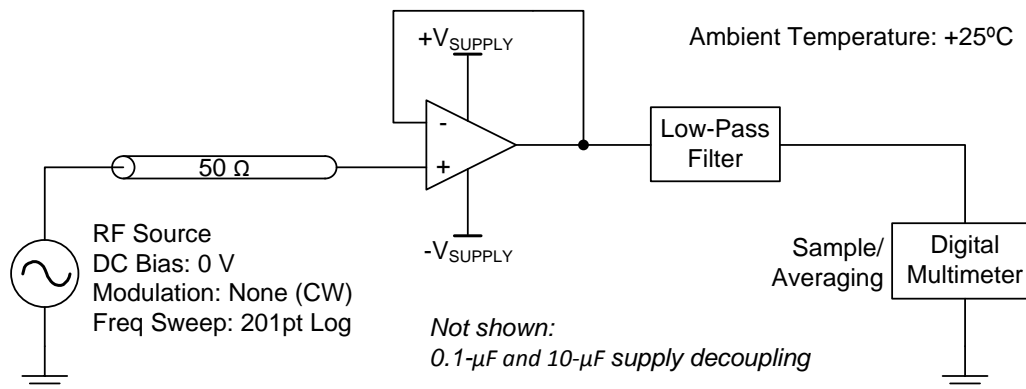 +VSUPPLY
Ambient Temperature: +25ºC
-
+
50 Ω
Low-Pass
Filter
-VSUPPLY
RF Source
DC Bias: 0 V
Modulation: None (CW)
Freq Sweep: 201pt Log
Sample/
Averaging
Digital
Multimeter
Not shown:
0.1-µF and 10-µF supply decoupling